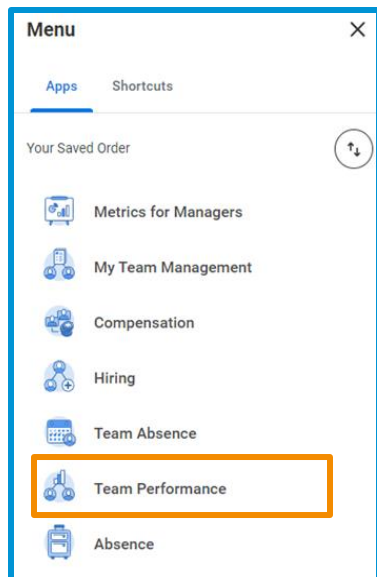 Menu
Apps Shortcuts
Your Saved Order
Metrics for Managers
My Team Management
Compensation
Hiring
Team Absence
Team Performance
Absence